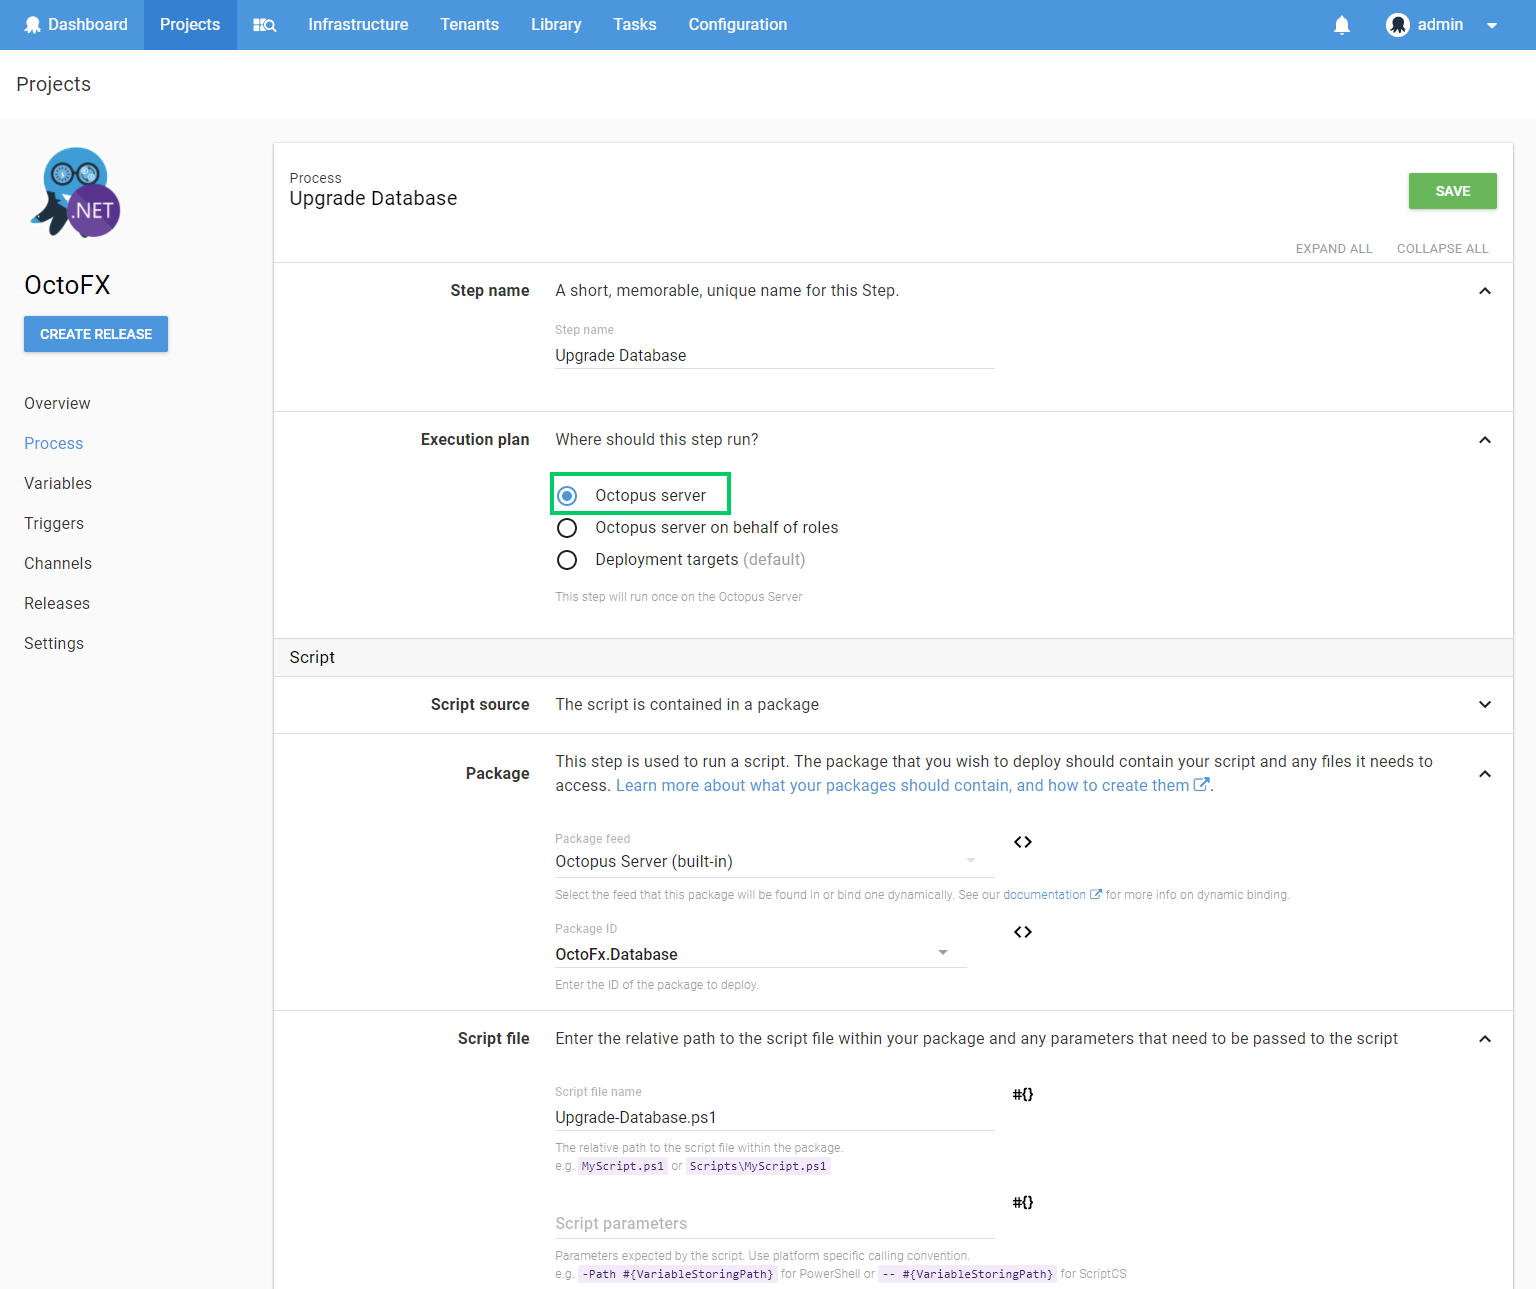 Dashboard Projects Infrastructure Tenants Library Tasks Configuration admin
Projects
.NET
OctoFX
CREATE RELEASE
Overview
Process
Variables
Triggers
Channels
Releases
Settings
Process
Upgrade Database
SAVE
EXPAND ALL COLLAPSE ALL
Step name A short, memorable, unique name for this Step.
Step name
Upgrade Database
Execution plan Where should this step run?
Octopus server
Octopus server on behalf of roles
Deployment targets (default)
This step will run once on the Octopus Server
Script
Script source The script is contained in a package
Package This step is used to run a script. The package that you wish to deploy should contain your script and any files it needs to
access. Learn more about what your packages should contain, and how to create them.
Package feed
Octopus Server (built-in)
Select the feed that this package will be found in or bind one dynamically. See our documentation for more info on dynamic binding.
Package ID
OctoFx.Database
Enter the ID of the package to deploy.
Script file Enter the relative path to the script file within your package and any parameters that need to be passed to the script
Script file name
#{}
Upgrade-Database.ps1
The relative path to the script file within the package.
e.g. MyScript.ps1 or Scripts\MyScript.ps1
#{}
Script parameters
Parameters expected by the script. Use platform specific calling convention.
e.g. -Path #{VariableStoringPath} for PowerShell or -- #{VariableStoringPath} for ScriptCS